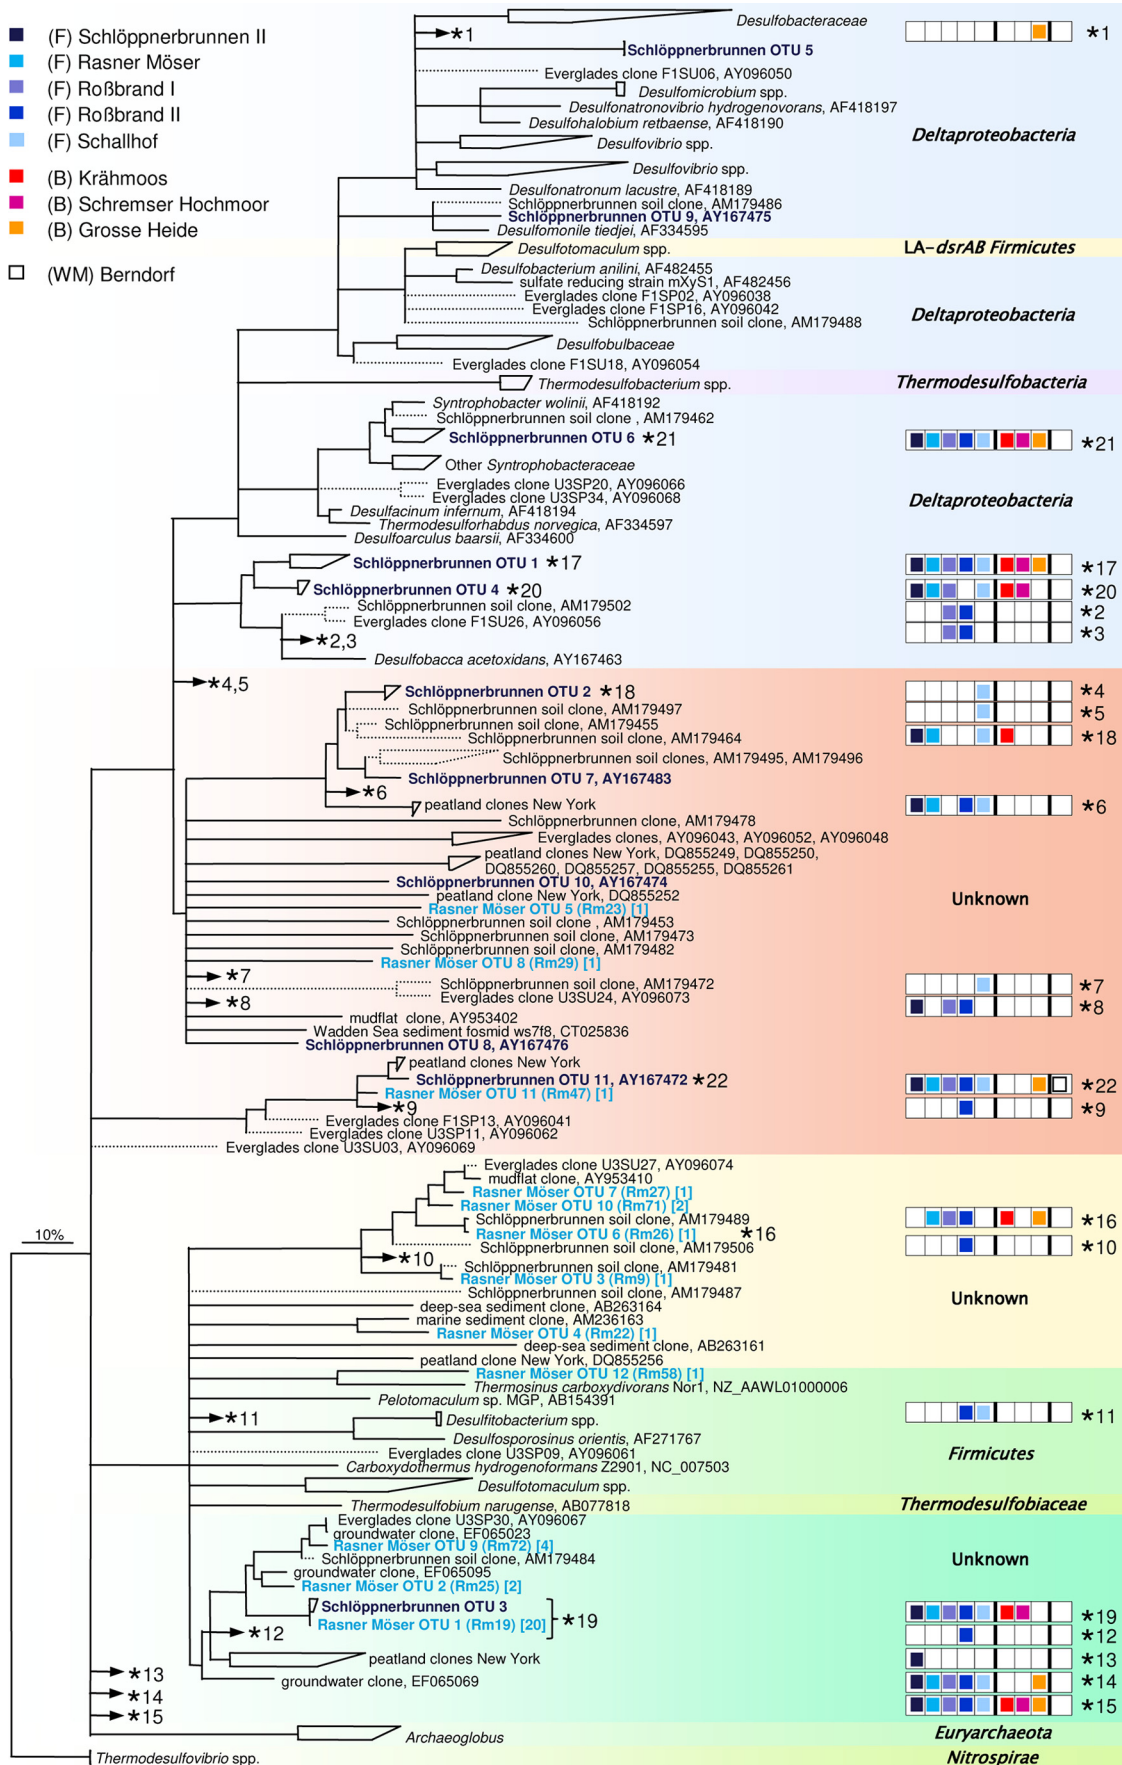 (F) Schlöppnerbrunnen II
(F) Rasner Möser
(F) Roßbrand I
(F) Roßbrand II
(F) Schallhof
(B) Krähmoos
(B) Schremser Hochmoor
(B) Grosse Heide
(WM) Berndorf
Desulfobacteraceae
*1
*1
Schlöppnerbrunnen OTU 5
Everglades clone F1SU06, AY096050
Desulfomicrobium spp.
Desulfonatronovibrio hydrogenovorans, AF418197
Desulfohalobium retbaense, AF418190
Deltaproteobacteria
Desulfovibrio spp.
Desulfovibrio spp.
Desulfonatronum lacustre, AF418189
Schlöppnerbrunnen soil clone, AM179486
Schlöppnerbrunnen OTU 9, AY167475
Desulfomonile tiedjei, AF334595
Desulfotomaculum spp.
LA-dsrAB Firmicutes
Desulfobacterium anilini, AF482455
sulfate reducing strain mXyS1, AF482456
Everglades clone F1SP02, AY096038
Everglades clone F1SP16, AY096042
Deltaproteobacteria
Schlöppnerbrunnen soil clone, AM179488
Desulfobulbaceae
Everglades clone F1SU18, AY096054
Thermodesulfobacterium spp.
Thermodesulfobacteria
Syntrophobacter wolinii, AF418192
Schlöppnerbrunnen soil clone , AM179462
Schlöppnerbrunnen OTU 6 *21
*21
Other Syntrophobacteraceae
Everglades clone U3SP20, AY096066
Everglades clone U3SP34, AY096068
Deltaproteobacteria
Desulfacinum infernum, AF418194
Thermodesulforhabdus norvegica, AF334597
Desulfoarculus baarsii, AF334600
Schlöppnerbrunnen OTU 1 *17
*17
Schlöppnerbrunnen OTU 4 *20
*20
Schlöppnerbrunnen soil clone, AM179502
*2
Everglades clone F1SU26, AY096056
*2,3
*3
Desulfobacca acetoxidans, AY167463
*4,5
Schlöppnerbrunnen OTU 2 *18
*4
Schlöppnerbrunnen soil clone, AM179497
*5
Schlöppnerbrunnen soil clone, AM179455
Schlöppnerbrunnen soil clone, AM179464
*18
Schlöppnerbrunnen soil clones, AM179495, AM179496
Schlöppnerbrunnen OTU 7, AY167483
*6
peatland clones New York
*6
Schlöppnerbrunnen clone, AM179478
Everglades clones, AY096043, AY096052, AY096048
peatland clones New York, DQ855249, DQ855250,
DQ855260, DQ855257, DQ855255, DQ855261
Schlöppnerbrunnen OTU 10, AY167474
peatland clone New York, DQ855252
Unknown
Rasner Möser OTU 5 (Rm23) [1]
Schlöppnerbrunnen soil clone , AM179453
Schlöppnerbrunnen soil clone, AM179473
Schlöppnerbrunnen soil clone, AM179482
Rasner Möser OTU 8 (Rm29) [1]
*7
Schlöppnerbrunnen soil clone, AM179472
*7
Everglades clone U3SU24, AY096073
*8
*8
mudflat clone, AY953402
Wadden Sea sediment fosmid ws7f8, CT025836
Schlöppnerbrunnen OTU 8, AY167476
peatland clones New York
Schlöppnerbrunnen OTU 11, AY167472 *22
*22
Rasner Möser OTU 11 (Rm47) [1]
*9
*9
Everglades clone F1SP13, AY096041
Everglades clone U3SP11, AY096062
Everglades clone U3SU03, AY096069
Everglades clone U3SU27, AY096074
mudflat clone, AY953410
Rasner Möser OTU 7 (Rm27) [1]
Rasner Möser OTU 10 (Rm71) [2]
Schlöppnerbrunnen soil clone, AM179489
*16
Rasner Möser OTU 6 (Rm26) [1] *16
10%
Schlöppnerbrunnen soil clone, AM179506
*10
*10
Schlöppnerbrunnen soil clone, AM179481
Rasner Möser OTU 3 (Rm9) [1]
Schlöppnerbrunnen soil clone, AM179487
Unknown
deep-sea sediment clone, AB263164
marine sediment clone, AM236163
Rasner Möser OTU 4 (Rm22) [1]
deep-sea sediment clone, AB263161
peatland clone New York, DQ855256
Rasner Möser OTU 12 (Rm58) [1]
Thermosinus carboxydivorans Nor1, NZ_AAWL01000006
Pelotomaculum sp. MGP, AB154391
*11
Desulfitobacterium spp.
*11
Desulfosporosinus orientis, AF271767
Everglades clone U3SP09, AY096061
Firmicutes
Carboxydothermus hydrogenoformans Z2901, NC_007503
Desulfotomaculum spp.
Thermodesulfobium narugense, AB077818
Thermodesulfobiaceae
Everglades clone U3SP30, AY096067
groundwater clone, EF065023
Rasner Möser OTU 9 (Rm72) [4]
Schlöppnerbrunnen soil clone, AM179484
Unknown
groundwater clone, EF065095
Rasner Möser OTU 2 (Rm25) [2]
Schlöppnerbrunnen OTU 3
*19
Rasner Möser OTU 1 (Rm19) [20]
*19
*12
*12
peatland clones New York
*13
*13
groundwater clone, EF065069
*14
*14
*15
*15
Archaeoglobus
Euryarchaeota
Thermodesulfovibrio spp.
Nitrospirae